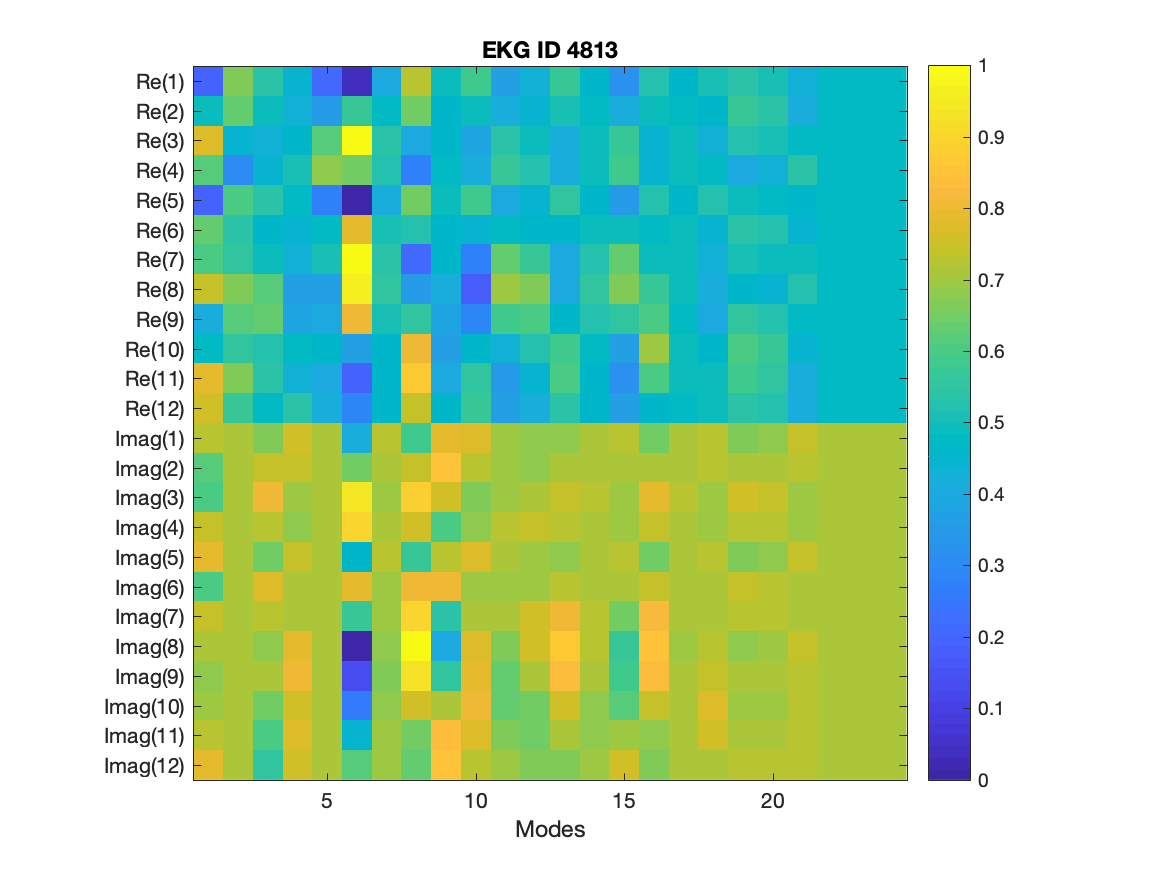 EKG ID 4813
Re(1)
Re(2)
Re(3)
Re(4)
Re(5)
Re(6)
Re(7)
Re(8)
Re(9)
Re(10)
Re(11)
Re(12)
Imag(1)
Imag(2)
Imag(3)
Imag(4)
Imag(5)
Imag(6)
Imag(7)
Imag(8)
Imag(9)
Imag(10)
Imag(11)
Imag(12)
5 10 15 20
Modes
1
0.9
0.8
0.7
0.6
0.5
0.4
0.3
0.2
0.1
0